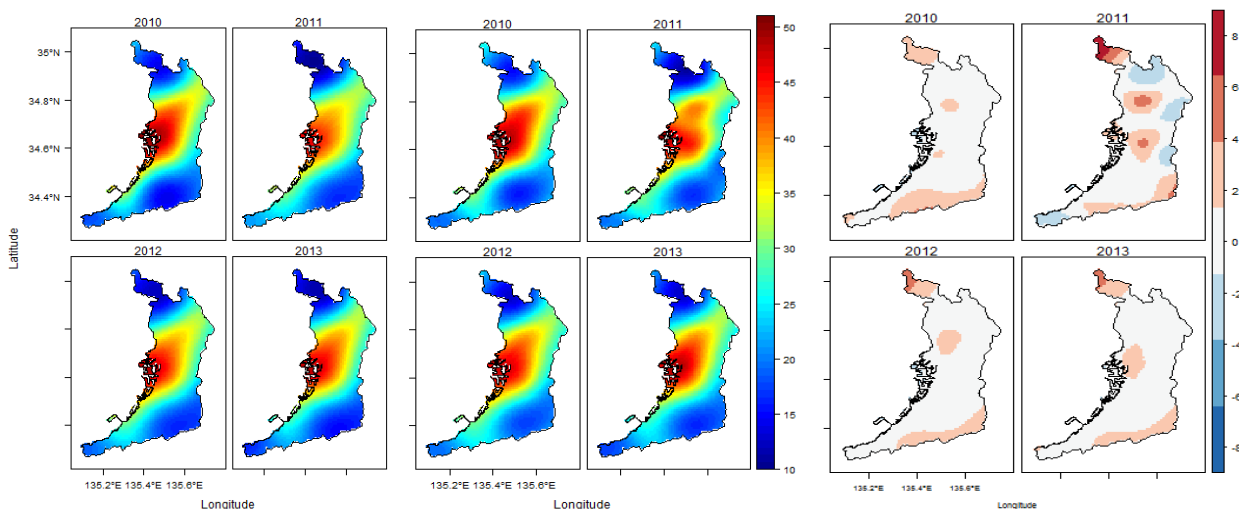 2010 2011 2010 2011 2010 2011
35°N
34.8°N
34.6°N
34.4°N
50
45
40
35
30
25
20
15
10
8
6
4
2
0
-2
-4
-6
-8
2012 2013 2012 2013 2012 2013
Latitude
135.2°E 135.4°E 135.6°E
135.2°E 135.4°E 135.6°E
135.2°E 135.4°E 135.6°E
Longitude
Longitude
Longitude